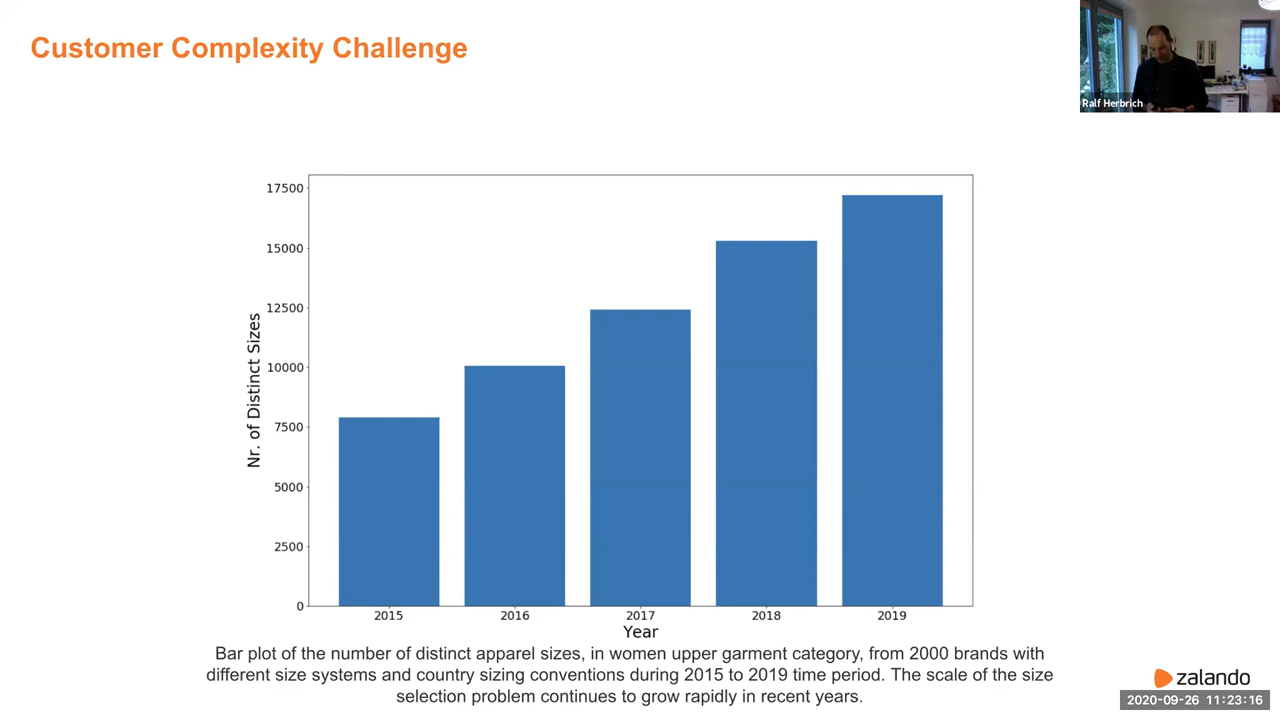 Customer Complexity Challenge
Ralf Herbrich
17500
15000
12500
10000
7500
5000
2500
0
Nr. of Distinct Sizes
2015 2016 2017 2018 2019
Year
Bar plot of the number of distinct apparel sizes, in women upper garment category, from 2000 brands with
different size systems and country sizing conventions during 2015 to 2019 time period. The scale of the size
selection problem continues to grow rapidly in recent years.
zalando
2020-09-26 11:23:16